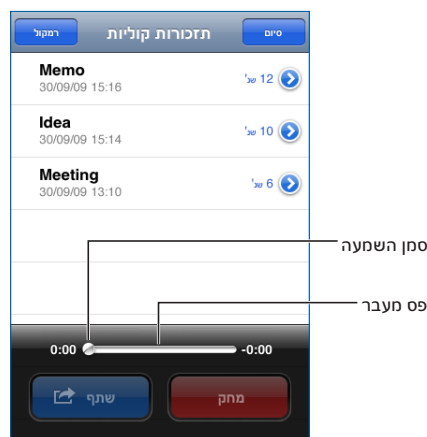 סיום תזכורות קוליות רמקול
Memo 12 שנ'
30/09/09 15:16
Idea 10 שנ'
30/09/09 15:14
Meeting 6 שנ'
30/09/09 13:10
סמן השמעה
פס מעבר
0:00 -0:00
מחק שתף